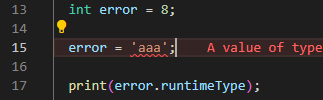 13 int error = 8;
14
15 error = 'aaa'; A value of type
16
17 print(error.runtimeType);